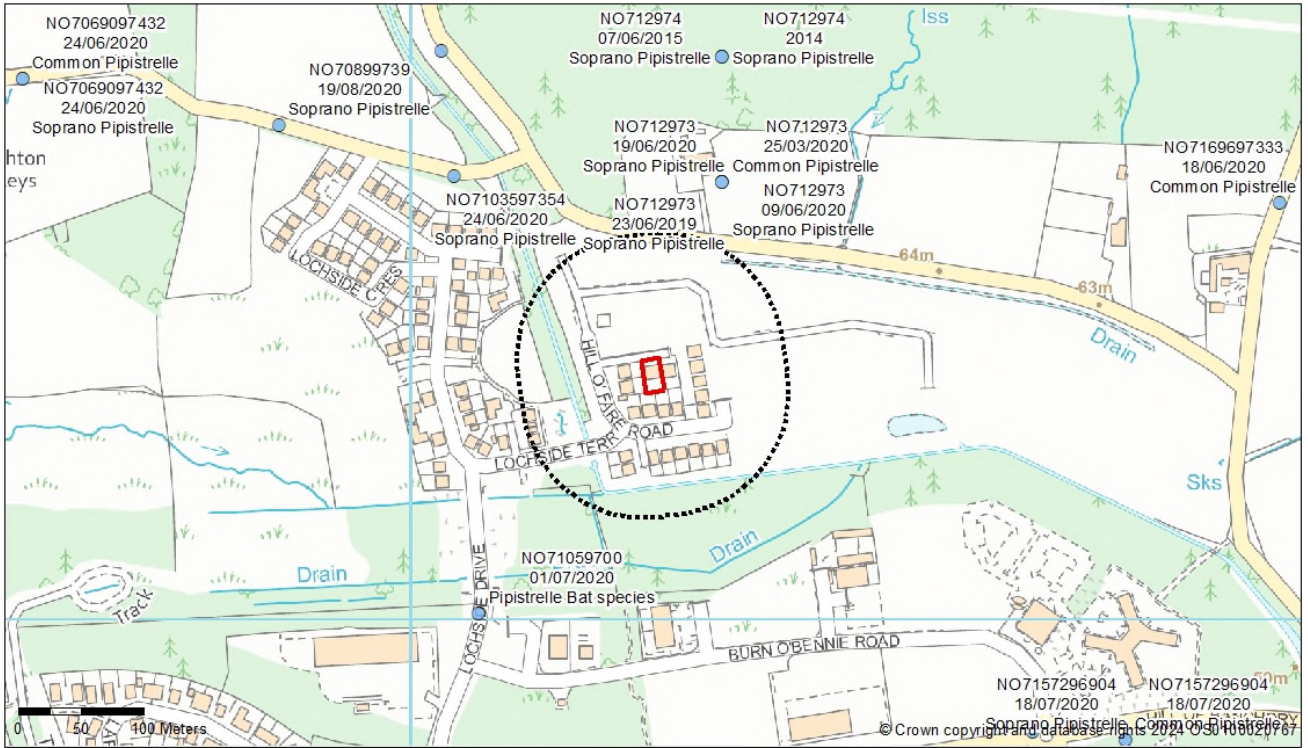 NO7069097432
24/06/2020
Common Pipistrelle
NO7069097432
24/06/2020
Soprano Pipistrelle
NO70899739
19/08/2020
Soprano Pipistrelle
NO712974
07/06/2015
Soprano Pipistrelle
NO712974
2014
Soprano Pipistrelle
Iss
NO712973
19/06/2020
Soprano Pipistrelle
NO712973
25/03/2020
Common Pipistrelle
NO712973
09/06/2020
Soprano Pipistrelle
NO71697333
18/06/2020
Common Pipistrelle
hton
eys
NO7103597354
24/06/2020
Soprano Pipistrelle
NO712973
23/06/2019
Soprano Pipistrelle
LOCHSIDE CRES
64m
63m
Drain
HILL O' FARE ROAD
LOCHSIDE TERR
Sks
Drain
Drain
Track
LOCHSIDE DRIVE
NO71059700
01/07/2020
Pipistrelle Bat species
BURN O'BENNIE ROAD
NO7157296904
18/07/2020
Soprano Pipistrelle
NO7157296904
18/07/2020
Common Pipistrelle
0 50 100 Meters
© Crown copyright and database rights 2024 OS0100020767